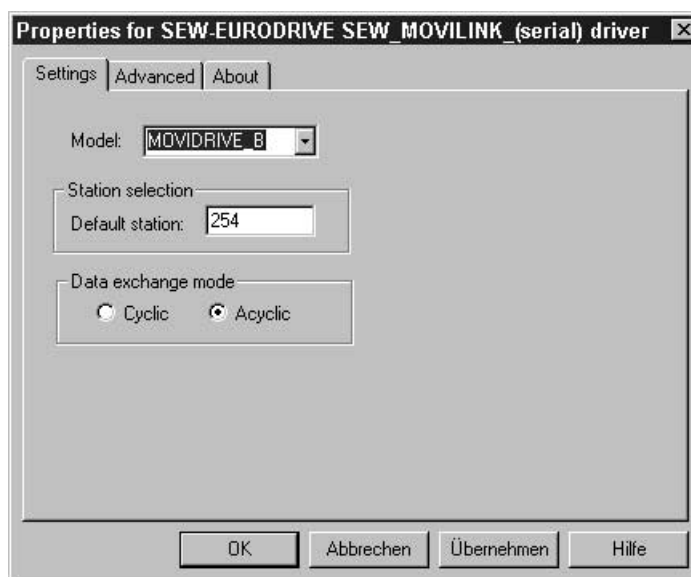 Properties for SEW-EURODRIVE SEW_MOVILINK_(serial) driver
Settings Advanced About
Model: MOVIDRIVE_B
Station selection
Default station: 254
Data exchange mode
Cyclic Acyclic
OK Abbrechen Übernehmen Hilfe